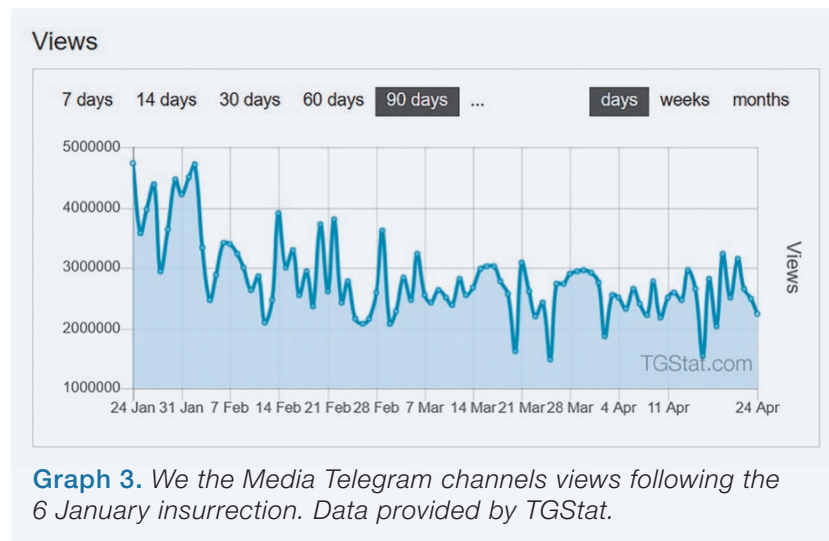 Views
7 days 14 days 30 days 60 days 90 days ... days weeks months
5000000
4000000
3000000
2000000
1000000
Views
TGStat.com
24 Jan 31 Jan 7 Feb 14 Feb 21 Feb 28 Feb 7 Mar 14 Mar 21 Mar 28 Mar 4 Apr 11 Apr 24 Apr
Graph 3. We the Media Telegram channels views following the
6 January insurrection. Data provided by TGStat.